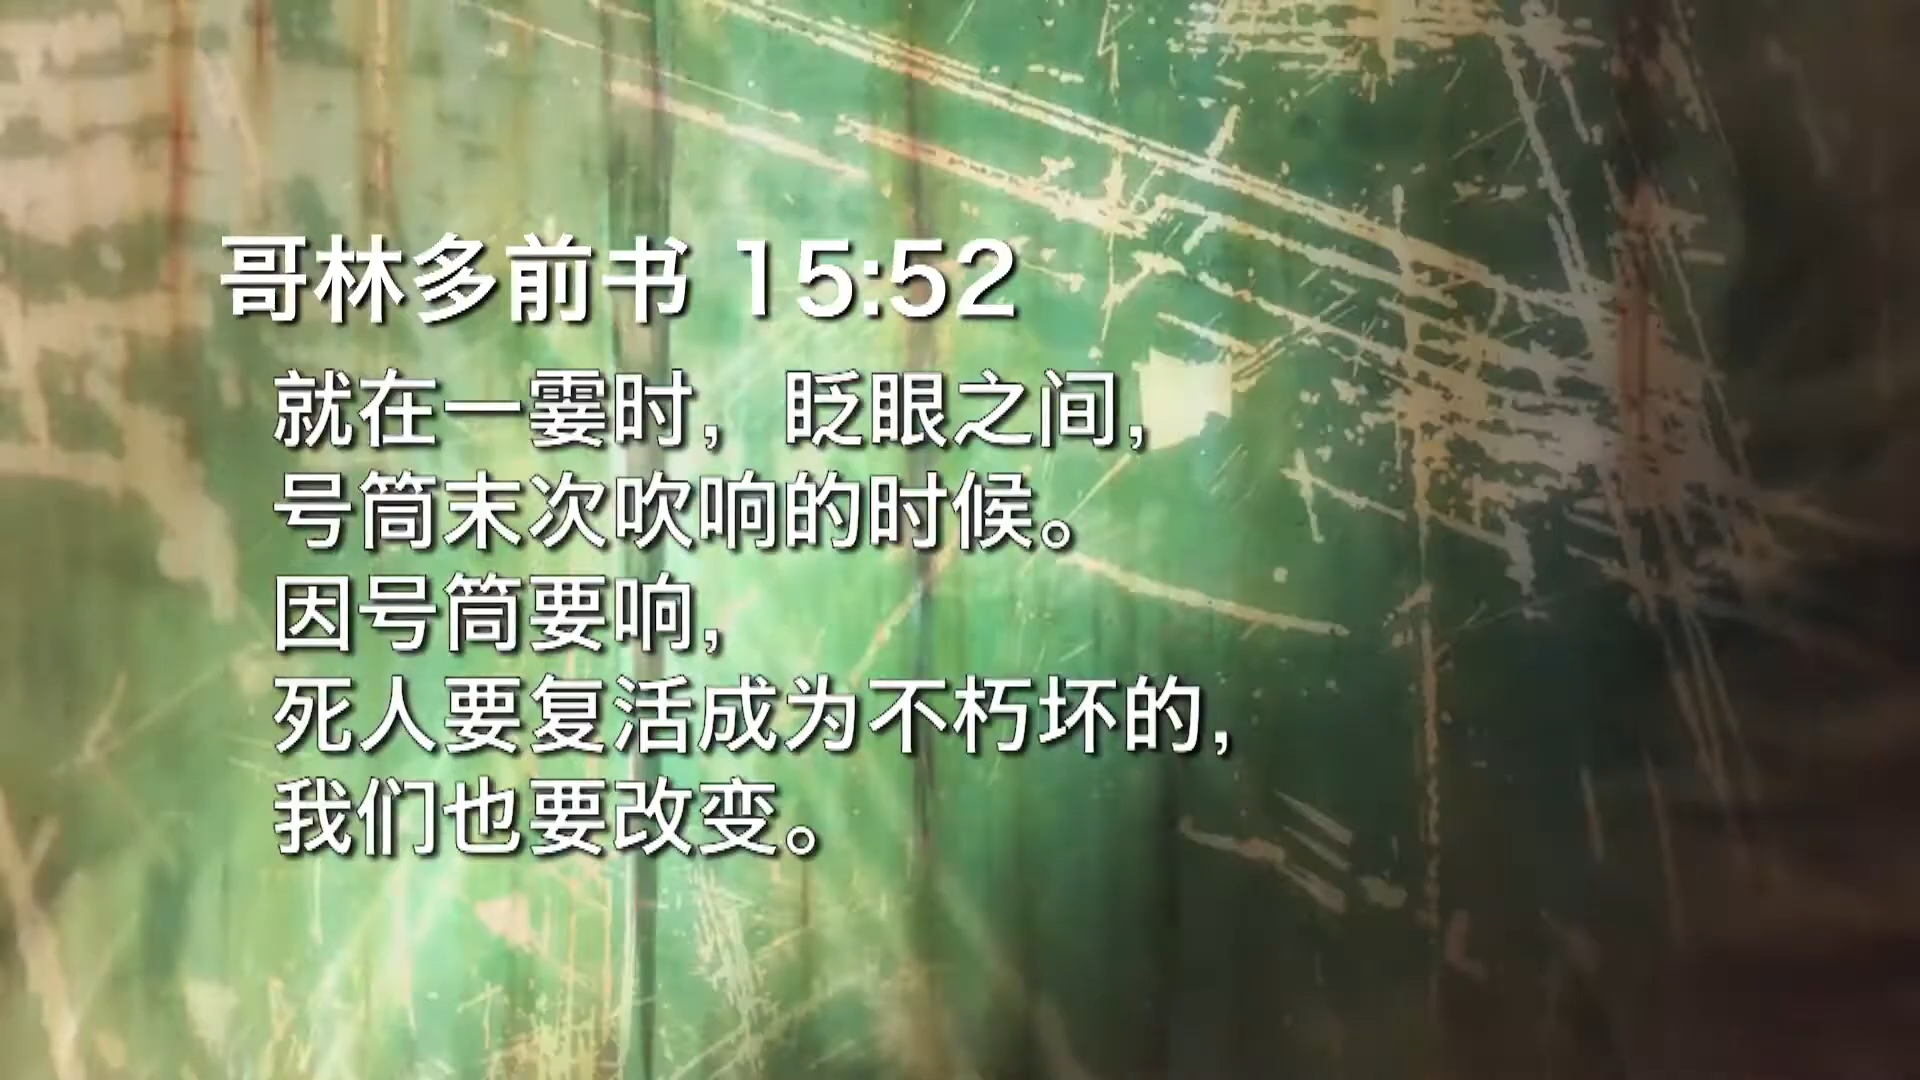 哥林多前书 15:52
就在一霎时，眨眼之间，
号筒末次吹响的时候。
因号筒要响，
死人要复活成为不朽坏的，
我们也要改变。